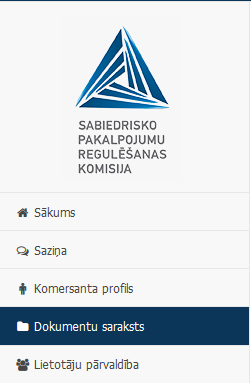 SABIEDRISKO
PAKALPOJUMU
REGULĒŠANAS
KOMISIJA
Sākums
Saziņa
Komersanta profils
Dokumentu saraksts
Lietotāju pārvaldība